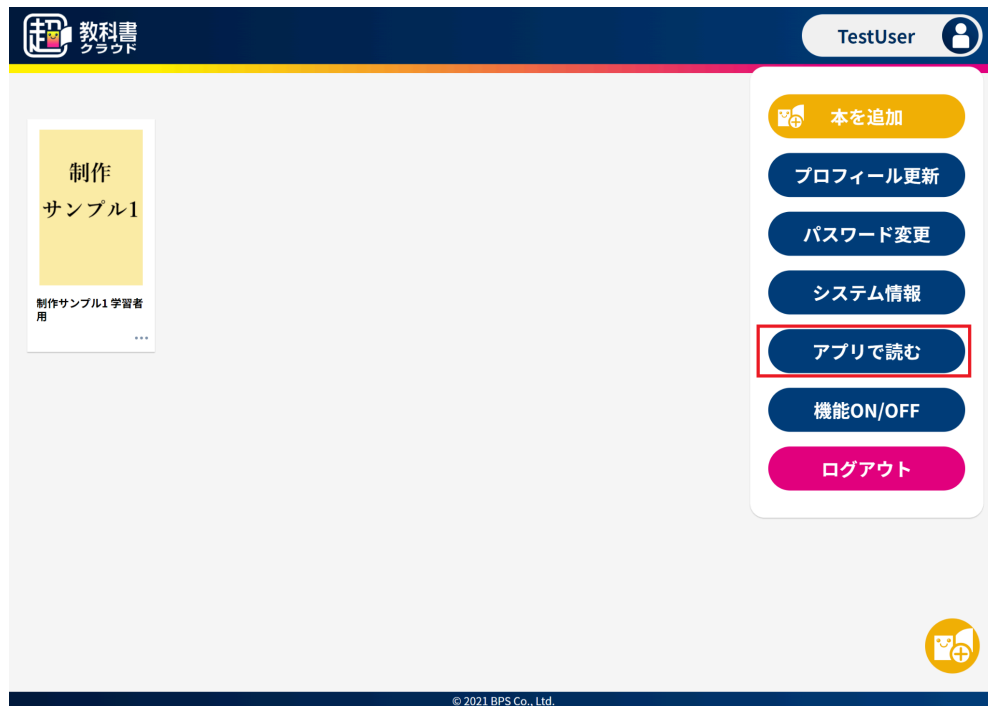 超 教科書
クラウド
TestUser
本を追加
プロフィール更新
パスワード変更
システム情報
アプリで読む
機能ON/OFF
ログアウト
制作
サンプル1
制作サンプル1 学習者
用
...
© 2021 BPS Co., Ltd.